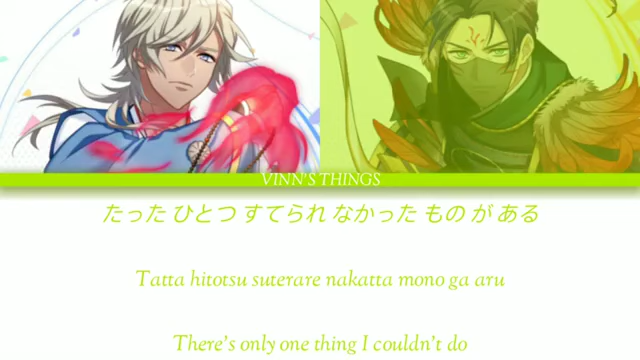 VINN'S THINGS
たった ひとつ すてられ なかった もの が ある
Tatta hitotsu suterare nakatta mono ga aru
There's only one thing I couldn't do